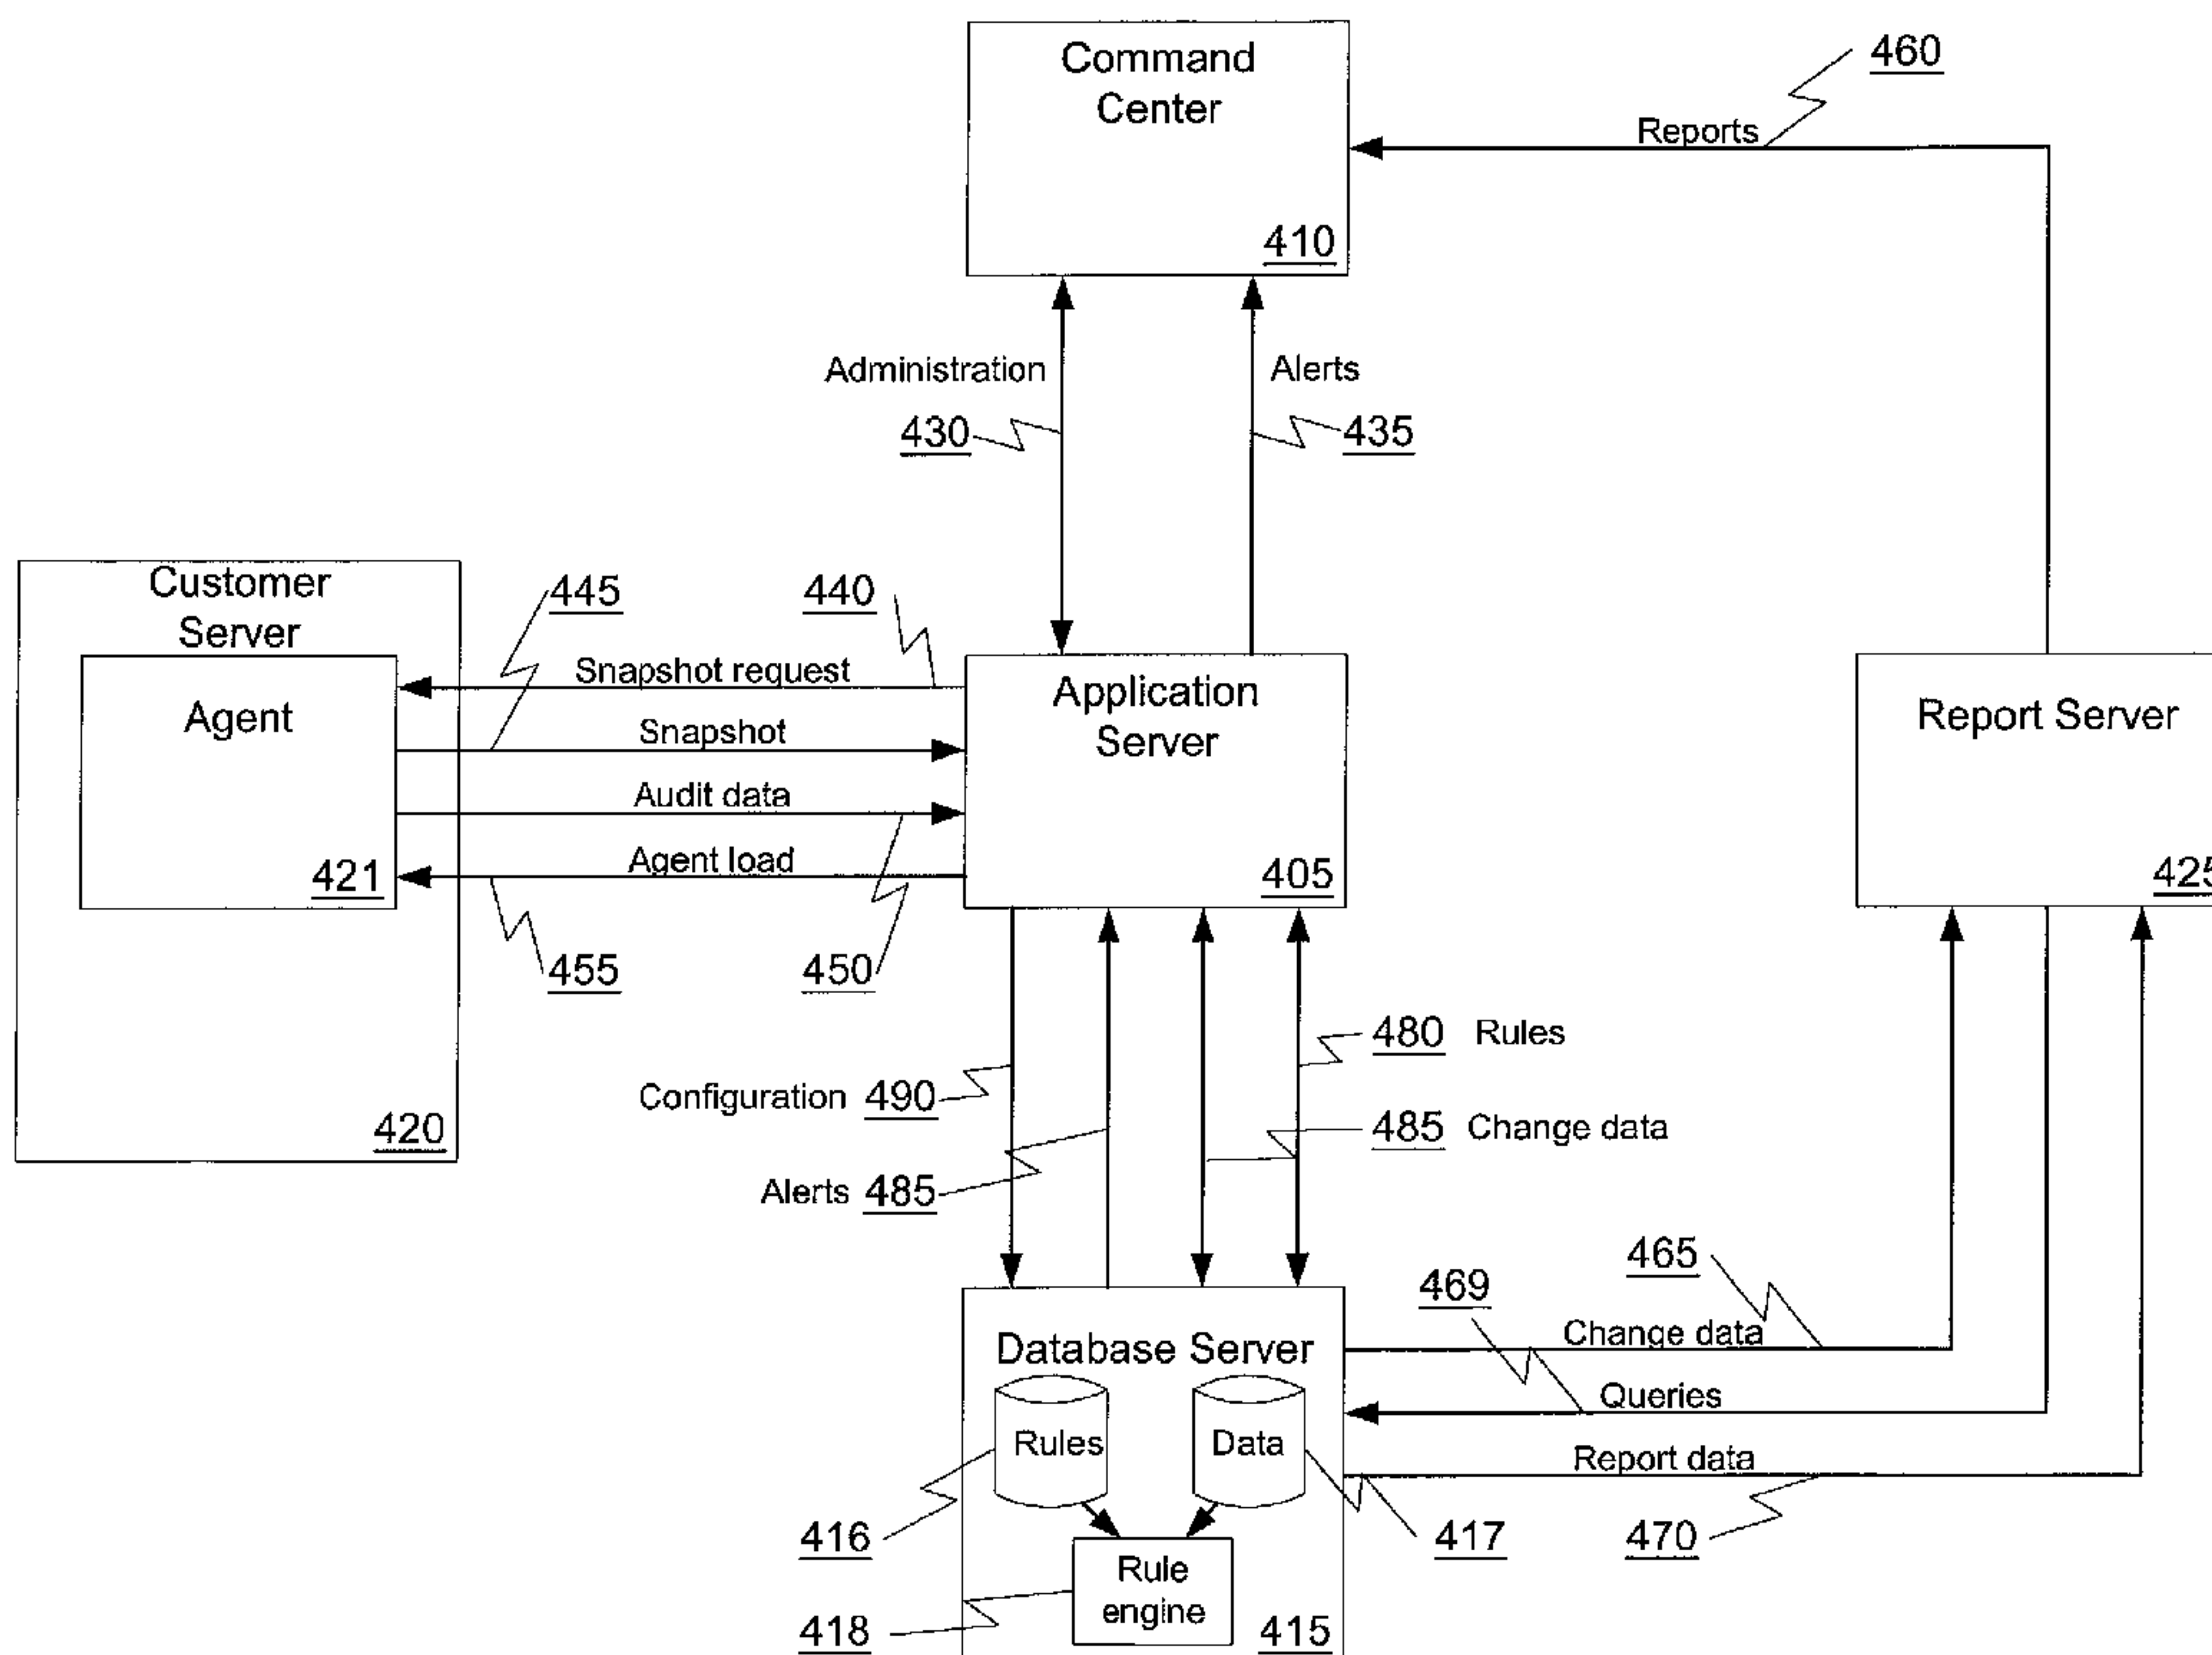 Command
Center
410
460
Reports
Administration
430
Alerts
435
Customer
Server
Agent
421
420
445
440
Snapshot request
Snapshot
Audit data
Agent load
455
450
Application
Server
405
Report Server
425
480 Rules
Configuration 490
485 Change data
Alerts 485
465
469
Change data
Queries
Report data
470
Database Server
Rules
Data
416
417
Rule
engine
418
415